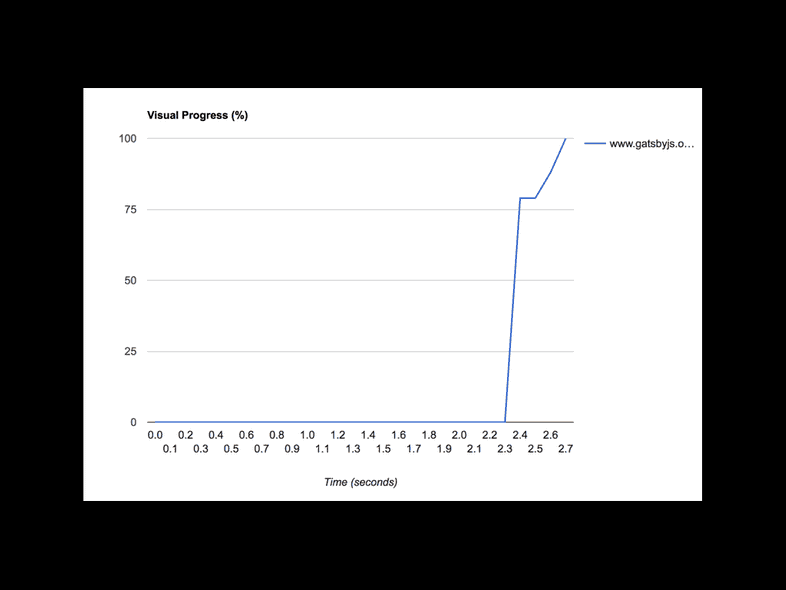 Visual Progress (%)
100
www.gatsbyjs.o...
75
50
25
0
0.0 0.2 0.4 0.6 0.8 1.0 1.2 1.4 1.6 1.8 2.0 2.2 2.4 2.6
0.1 0.3 0.5 0.7 0.9 1.1 1.3 1.5 1.7 1.9 2.1 2.3 2.5 2.7
Time (seconds)